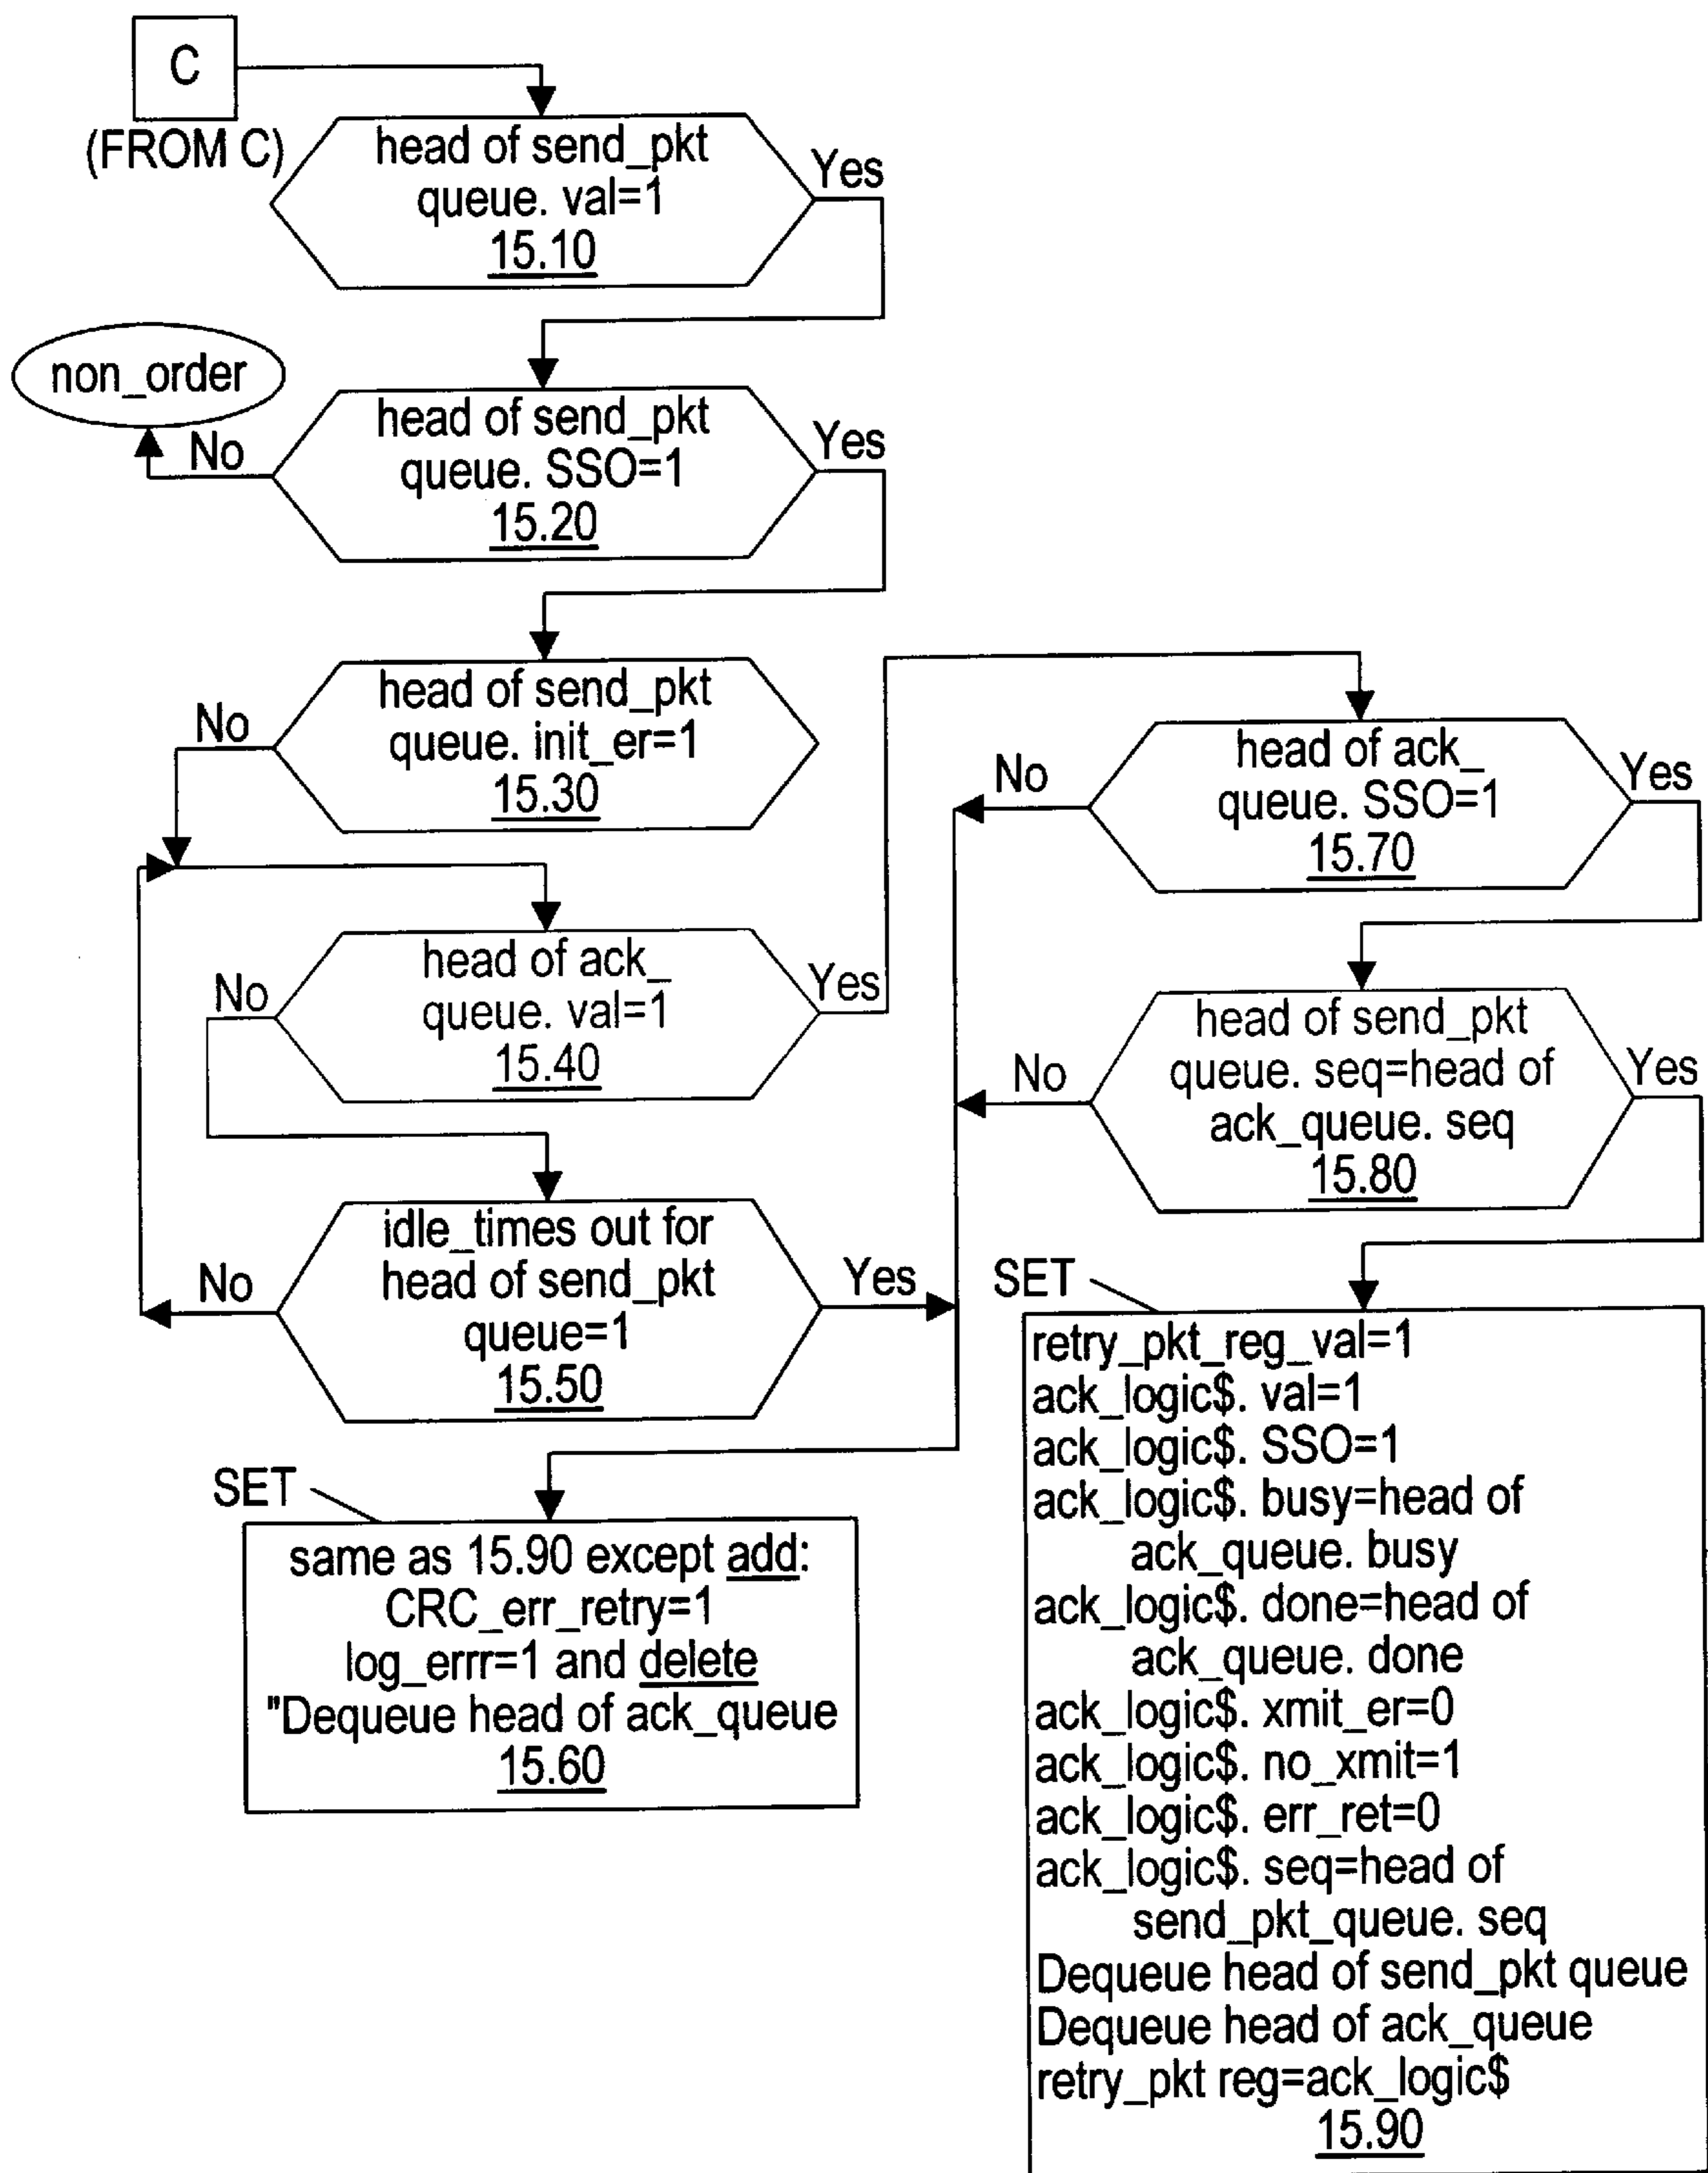 C
(FROM C)
head of send_pkt
queue. val=1
15.10
Yes
non_order
No
head of send_pkt
queue. SSO=1
15.20
Yes
No
head of send_pkt
queue. init_er=1
15.30
No
head of ack_
queue. val=1
15.40
Yes
No
idle_times out for
head of send_pkt
queue=1
15.50
Yes
SET
same as 15.90 except add:
CRC_err_retry=1
log_errr=1 and delete
"Dequeue head of ack_queue
15.60
No
head of ack_
queue. SSO=1
15.70
Yes
No
head of send_pkt
queue. seq=head of
ack_queue. seq
15.80
Yes
SET
retry_pkt_reg_val=1
ack_logic$. val=1
ack_logic$. SSO=1
ack_logic$. busy=head of
ack_queue. busy
ack_logic$. done=head of
ack_queue. done
ack_logic$. xmit_er=0
ack_logic$. no_xmit=1
ack_logic$. err_ret=0
ack_logic$. seq=head of
send_pkt_queue. seq
Dequeue head of send_pkt queue
Dequeue head of ack_queue
retry_pkt reg=ack_logic$
15.90